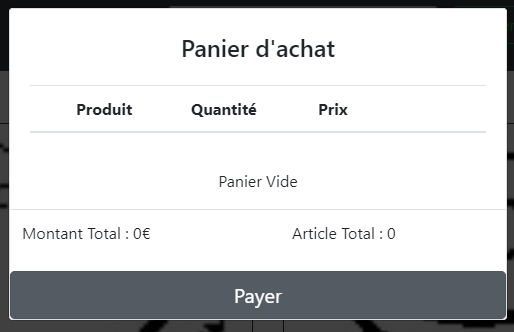 Panier d'achat
Produit Quantité Prix
Panier Vide
Montant Total : 0€ Article Total : 0
Payer